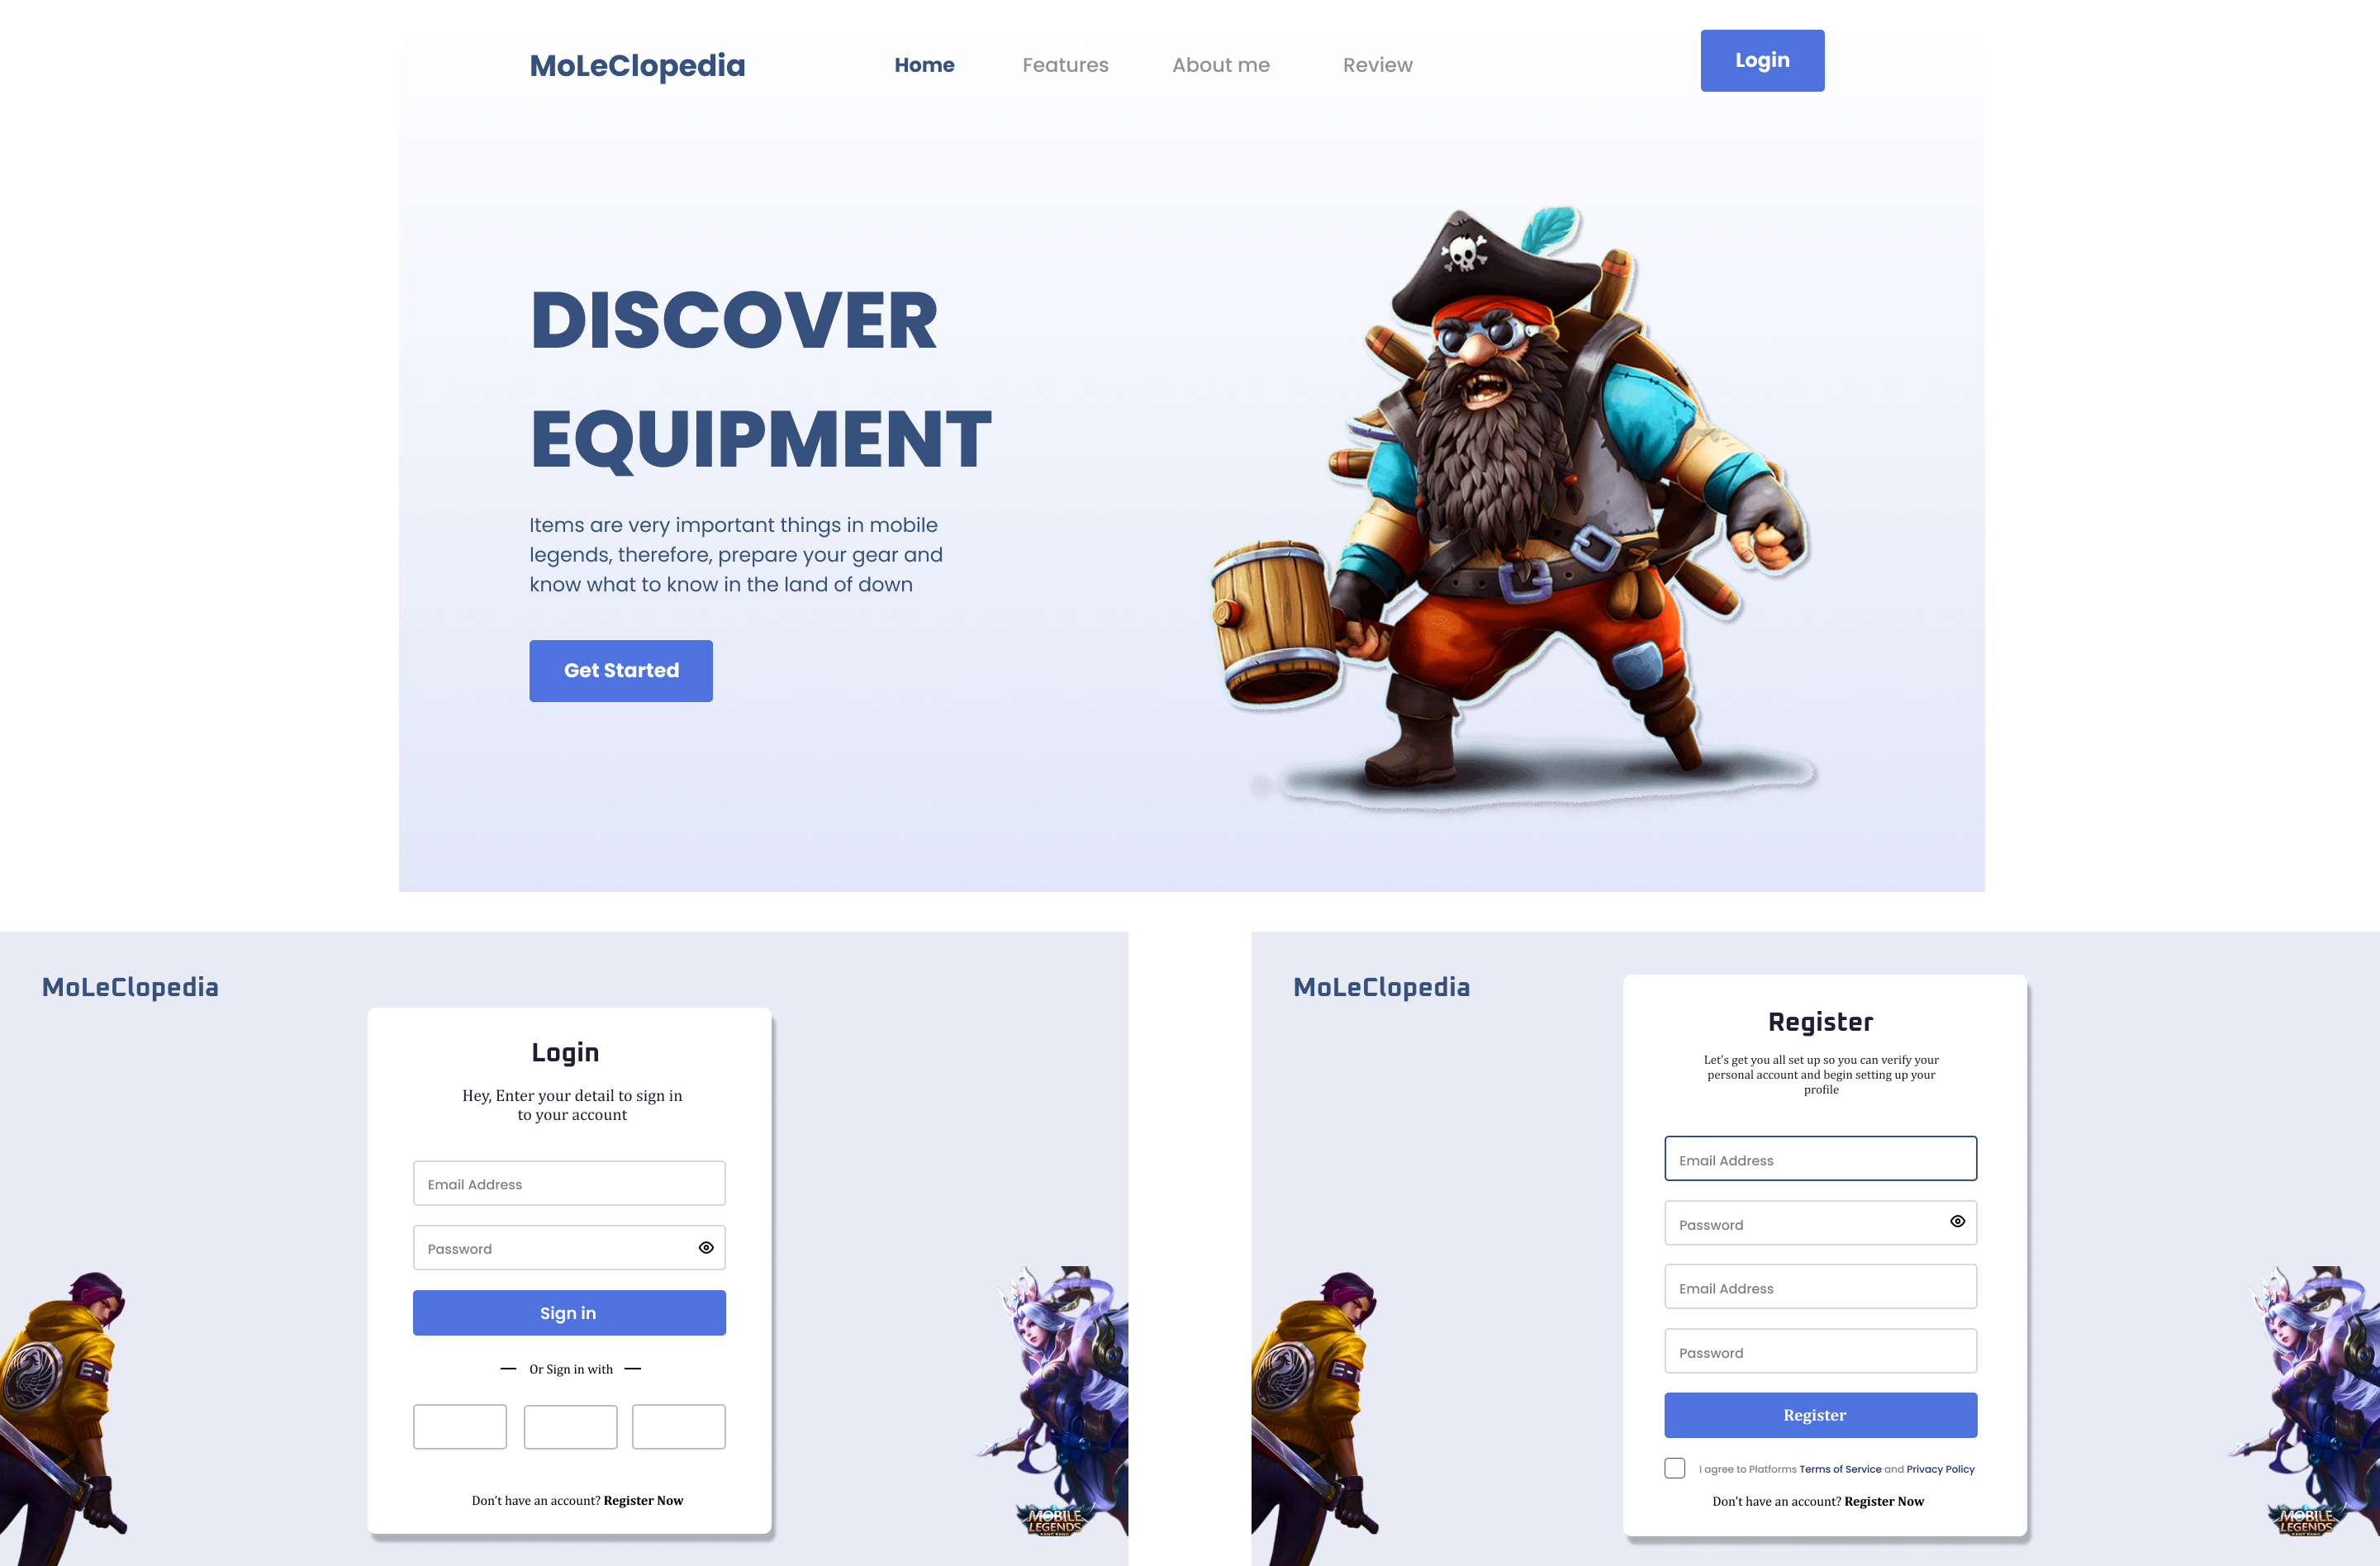 MoLeClopedia
Home
Features
About me
Review
Login
DISCOVER
EQUIPMENT
Items are very important things in mobile
legends, therefore, prepare your gear and
know what to know in the land of down
Get Started
MoLeClopedia
Login
Hey, Enter your detail to sign in
to your account
Email Address
Password
Sign in
Or Sign in with
Don't have an account? Register Now
MOBILE
LEGENDS
BANG BANG
MoLeClopedia
Register
Let's get you all set up so you can verify your
personal account and begin setting up your
profile
Email Address
Password
Email Address
Password
Register
I agree to Platforms Terms of Service and Privacy Policy
Don't have an account? Register Now
MOBILE
LEGENDS
BANG BANG